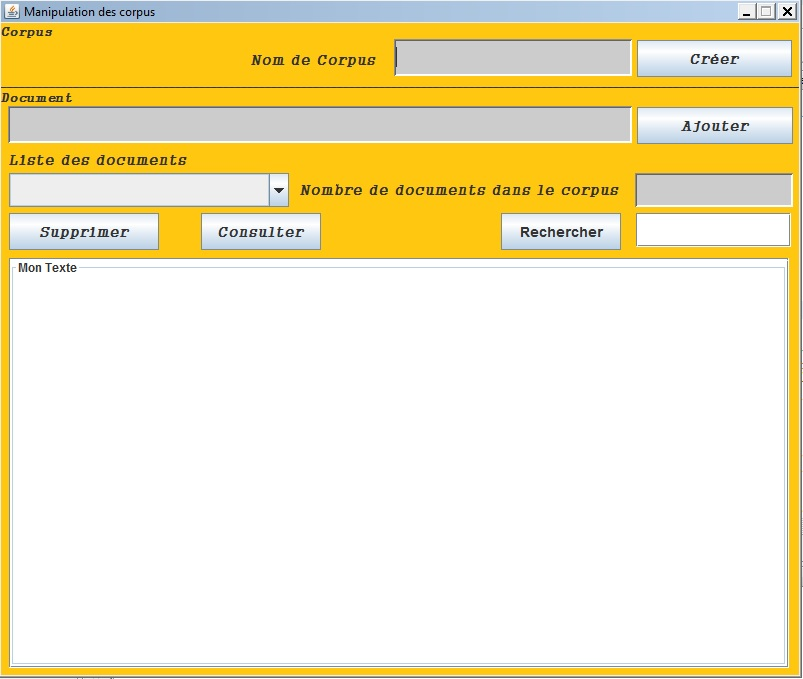 Manipulation des corpus
Corpus
Nom de Corpus
Créer
Document
Ajouter
Liste des documents
Nombre de documents dans le corpus
Supprimer
Consulter
Rechercher
Mon Texte